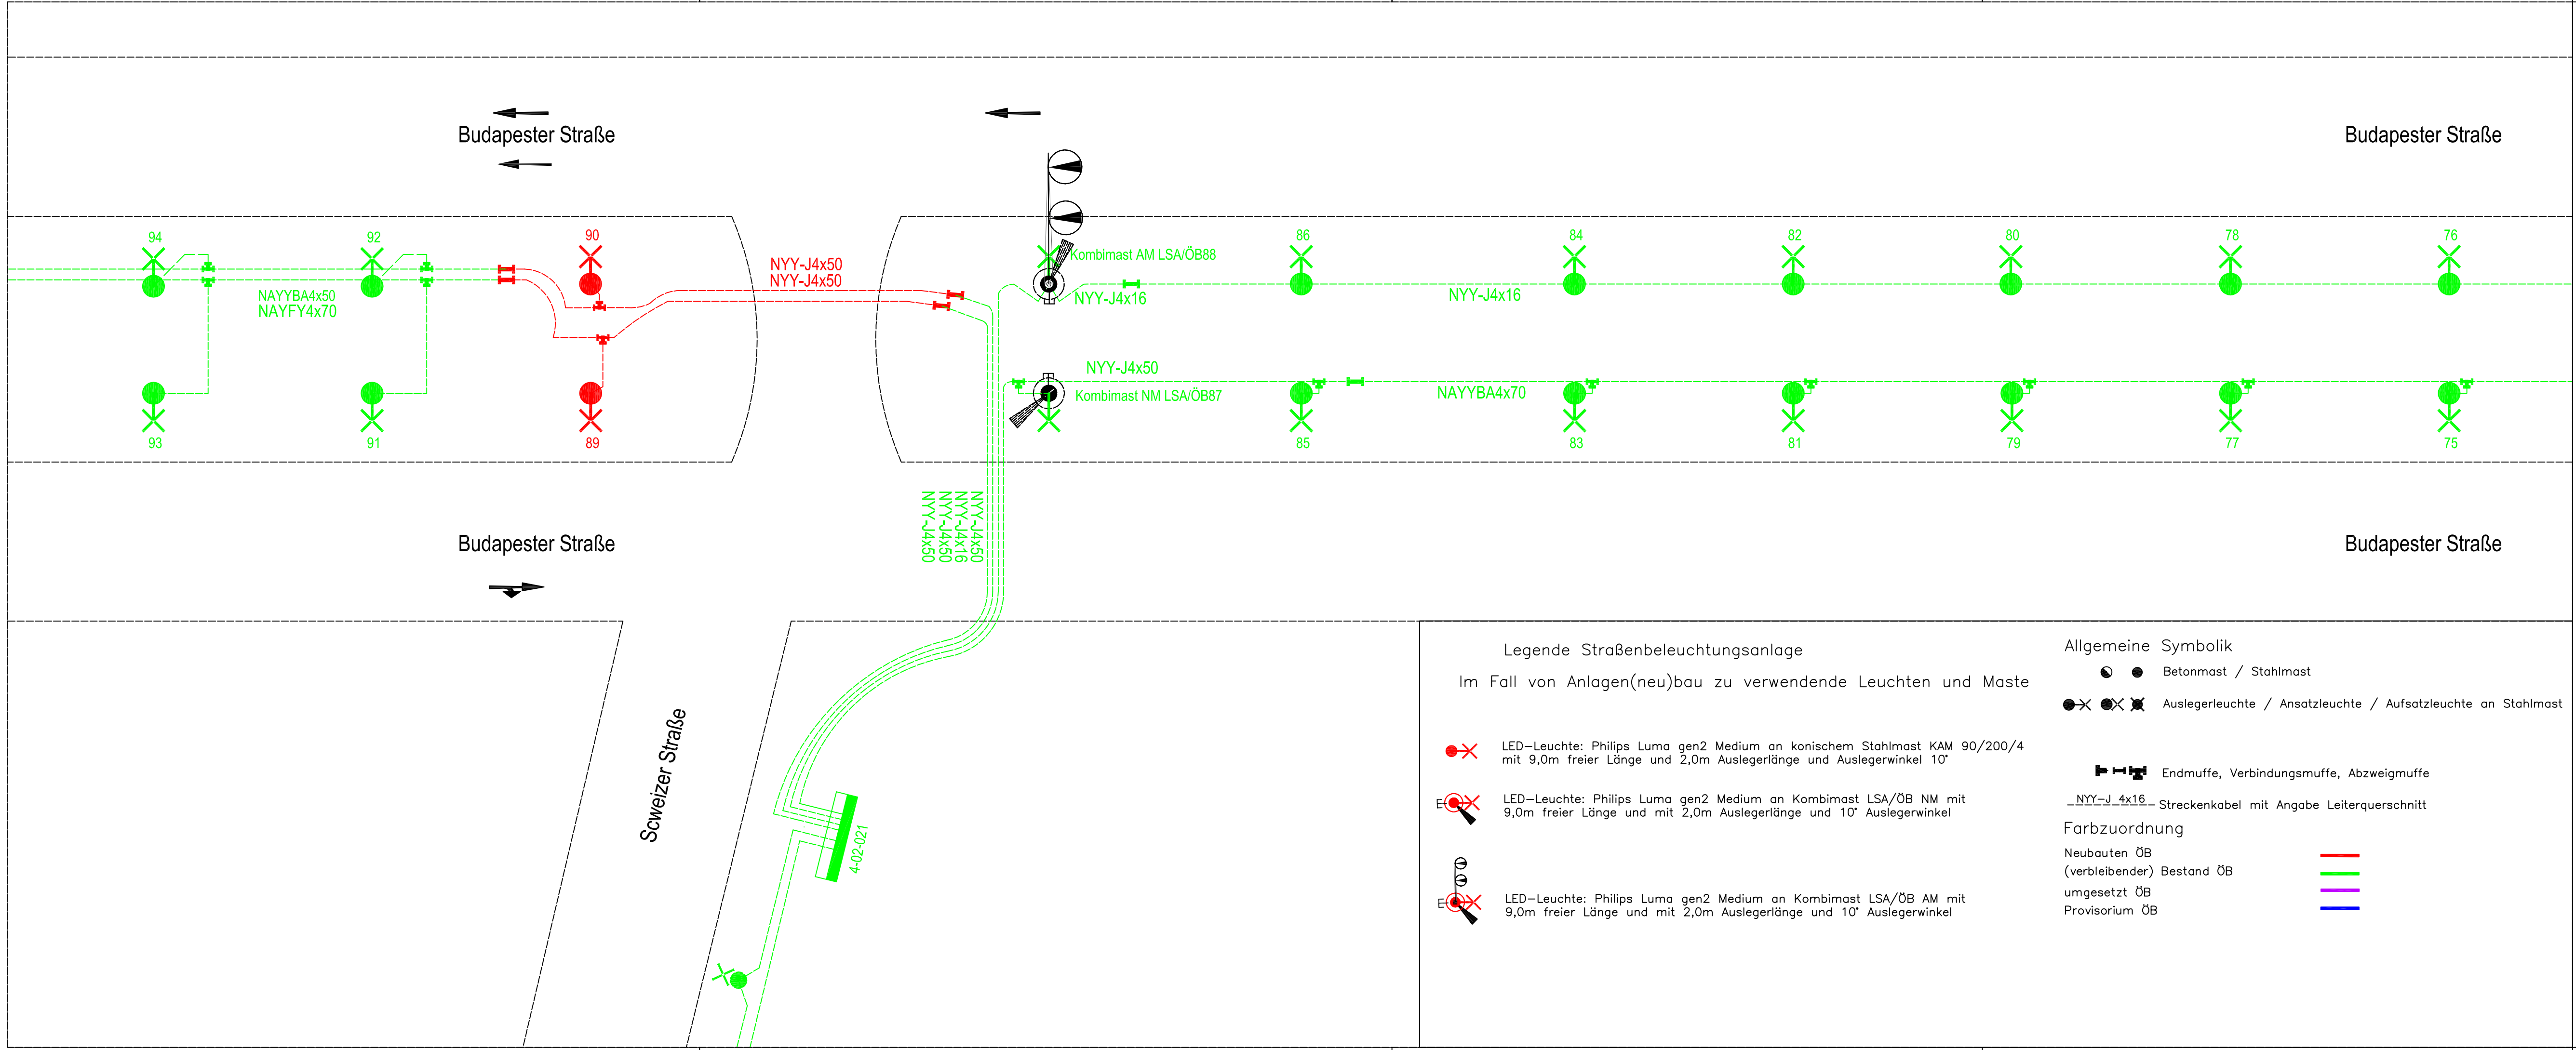 Budapester Straße
Budapester Straße
94
92
90
NYY-J4x50
NYY-J4x50
NAYYBA4x50
NAYFY4x70
Kombimast AM LSA/ÖB88
NYY-J4x16
86
84
82
80
78
76
NYY-J4x16
NYY-J4x50
Kombimast NM LSA/ÖB87
NAYYBA4x70
93
91
89
85
83
81
79
77
75
NYY-J4x50
NYY-J4x16
NYY-J4x50
NYY-J4x50
Budapester Straße
Budapester Straße
Scweizer Straße
4-02-021
Legende Straßenbeleuchtungsanlage
Im Fall von Anlagen(neu)bau zu verwendende Leuchten und Maste
LED-Leuchte: Philips Luma gen2 Medium an konischem Stahlmast KAM 90/200/4
mit 9,0m freier Länge und 2,0m Auslegerlänge und Auslegerwinkel 10°
E
LED-Leuchte: Philips Luma gen2 Medium an Kombimast LSA/ÖB NM mit
9,0m freier Länge und mit 2,0m Auslegerlänge und 10° Auslegerwinkel
E
LED-Leuchte: Philips Luma gen2 Medium an Kombimast LSA/ÖB AM mit
9,0m freier Länge und mit 2,0m Auslegerlänge und 10° Auslegerwinkel
Allgemeine Symbolik
Betonmast / Stahlmast
Auslegerleuchte / Ansatzleuchte / Aufsatzleuchte an Stahlmast
Endmuffe, Verbindungsmuffe, Abzweigmuffe
NYY-J 4x16 Streckenkabel mit Angabe Leiterquerschnitt
Farbzuordnung
Neubauten ÖB
(verbleibender) Bestand ÖB
umgesetzt ÖB
Provisorium ÖB